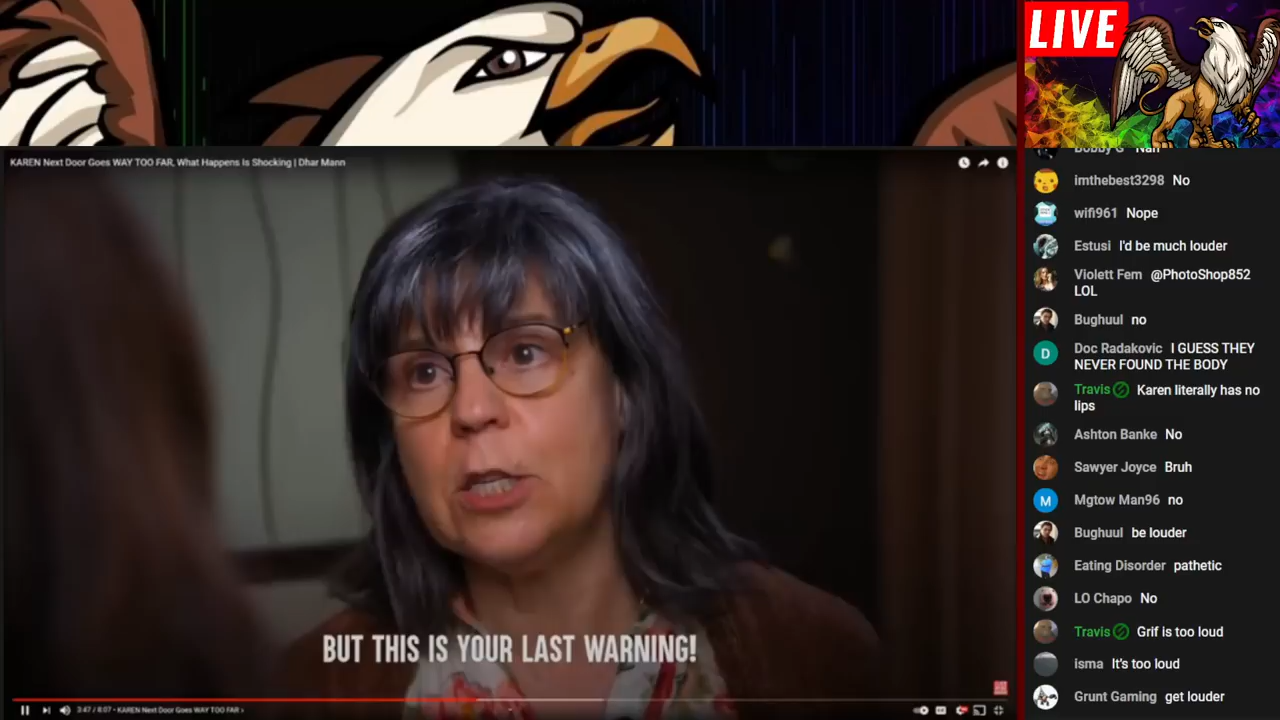 LIVE
KAREN Next Door Goes WAY TOO FAR, What Happens Is Shocking | Dhar Mann
BUT THIS IS YOUR LAST WARNING!
3:47 / 8:07 • KAREN Next Door Goes WAY TOO FAR >
Bobby G Nah
imthebest3298 No
wifi961 Nope
Estusi I'd be much louder
Violett Fem @PhotoShop852
LOL
Bughuul no
D
Doc Radakovic I GUESS THEY
NEVER FOUND THE BODY
Travis Karen literally has no
lips
Ashton Banke No
Sawyer Joyce Bruh
M
Mgtow Man96 no
Bughuul be louder
Eating Disorder pathetic
LO Chapo No
Travis Grif is too loud
isma It's too loud
Grunt Gaming get louder